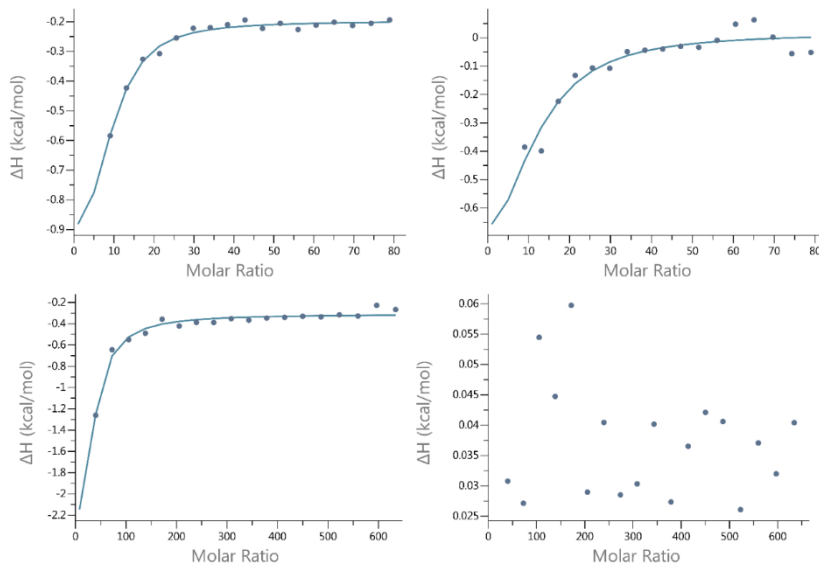 -0.2
-0.3
-0.4
-0.5
-0.6
-0.7
-0.8
-0.9
ΔH (kcal/mol)
0 10 20 30 40 50 60 70 80
Molar Ratio
0
-0.1
-0.2
-0.3
-0.4
-0.5
-0.6
ΔH (kcal/mol)
0 10 20 30 40 50 60 70 80
Molar Ratio
-0.2
-0.4
-0.6
-0.8
-1
-1.2
-1.4
-1.6
-1.8
-2
-2.2
ΔH (kcal/mol)
0 100 200 300 400 500 600
Molar Ratio
0.06
0.055
0.05
0.045
0.04
0.035
0.03
0.025
ΔH (kcal/mol)
0 100 200 300 400 500 600
Molar Ratio